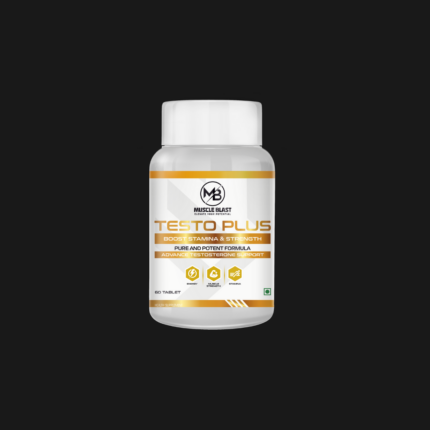 MB
MUSCLE BLAST
TESTO PLUS
BOOST STAMINA & STRENGTH
PURE AND POTENT FORMULA
ADVANCE TESTOSTERONE SUPPORT
60 TABLET